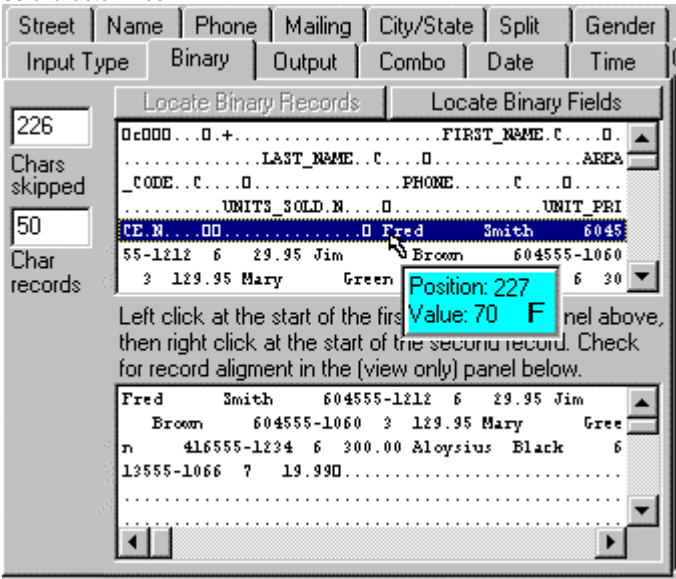 Street Name Phone Mailing City/State Split Gender
Input Type Binary Output Combo Date Time
Locate Binary Records Locate Binary Fields
226
Chars skipped
50
Char records
□c□□□...□.+....................FIRST_NAME.C....□.
..............LAST_NAME..C....□...............AREA
_CODE..C....□...............PHONE......C....□.....
..........UNITS_SOLD.N....□................UNIT_PRI
CE.N....□□...............□ Fred Smith 6045
55-1212 6 29.95 Jim Brown 604555-1060
3 129.95 Mary Green 6 30
Position: 227
Value: 70 F
Left click at the start of the firs nel above,
then right click at the start of the second record. Check
for record aligment in the (view only) panel below.
Fred Smith 604555-1212 6 29.95 Jim
Brown 604555-1060 3 129.95 Mary Gree
n 416555-1234 6 300.00 Aloysius Black 6
13555-1066 7 19.99□....................